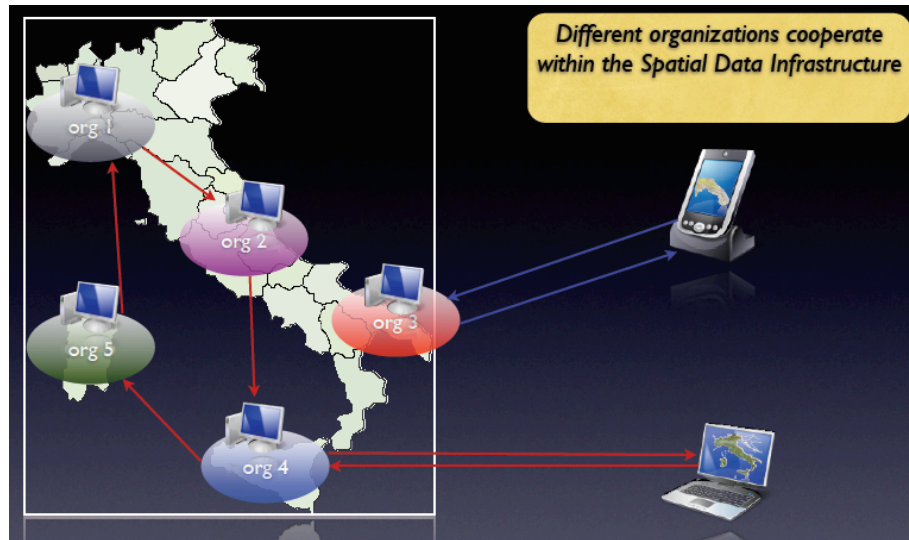 Different organizations cooperate
within the Spatial Data Infrastructure
org 1
org 2
org 3
org 5
org 4